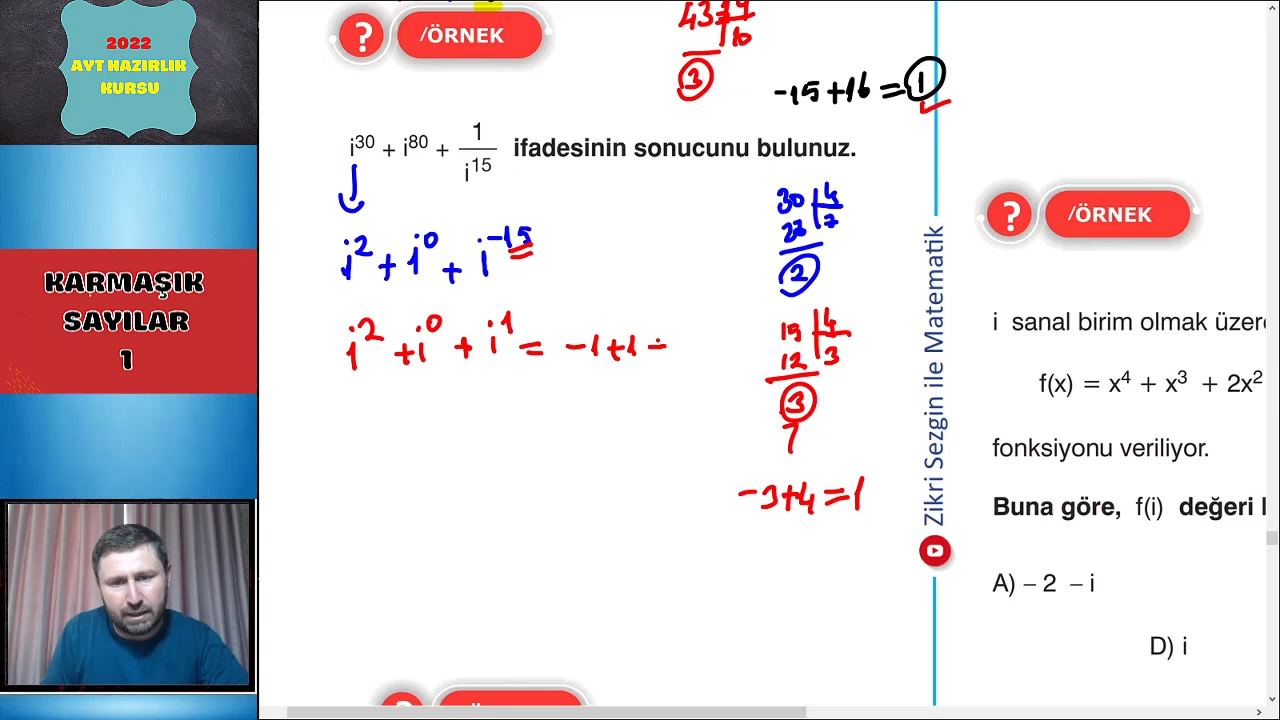 2022
AYT HAZIRLIK
KURSU
KARMAŞIK
SAYILAR
1
? /ÖRNEK
3
-15+16=1
i³⁰ + i⁸⁰ + 1/i¹⁵ ifadesinin sonucunu bulunuz.
i²+i⁰+i⁻¹⁵
i²+i⁰+i¹=-1+1
30 4
28 7
2
15 4
12 3
3
-3+4=1
Zikri Sezgin ile Matematik
? /ÖRNEK
i sanal birim olmak üzere
f(x) = x⁴ + x³ + 2x²
fonksiyonu veriliyor.
Buna göre, f(i) değeri
A) – 2 – i
D) i